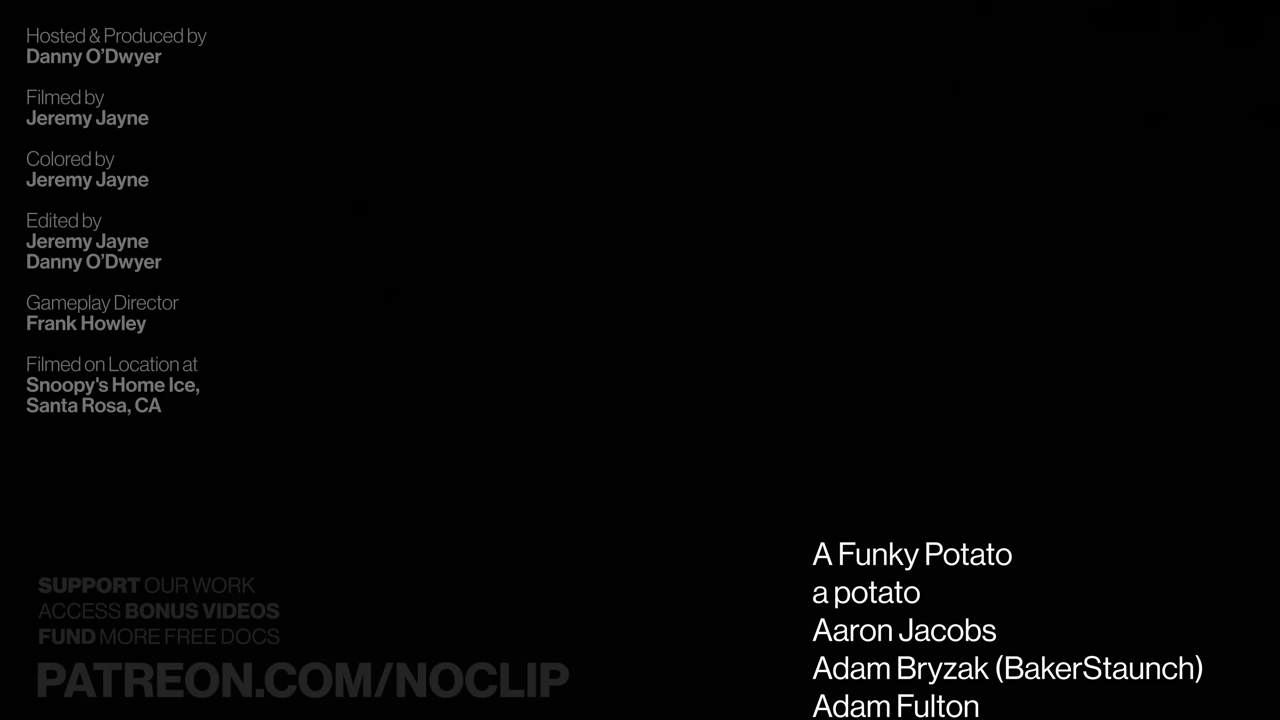 Hosted & Produced by
Danny O’Dwyer
Filmed by
Jeremy Jayne
Colored by
Jeremy Jayne
Edited by
Jeremy Jayne
Danny O’Dwyer
Gameplay Director
Frank Howley
Filmed on Location at
Snoopy's Home Ice,
Santa Rosa, CA
SUPPORT OUR WORK
ACCESS BONUS VIDEOS
FUND MORE FREE DOCS
PATREON.COM/NOCLIP
A Funky Potato
a potato
Aaron Jacobs
Adam Bryzak (BakerStaunch)
Adam Fulton